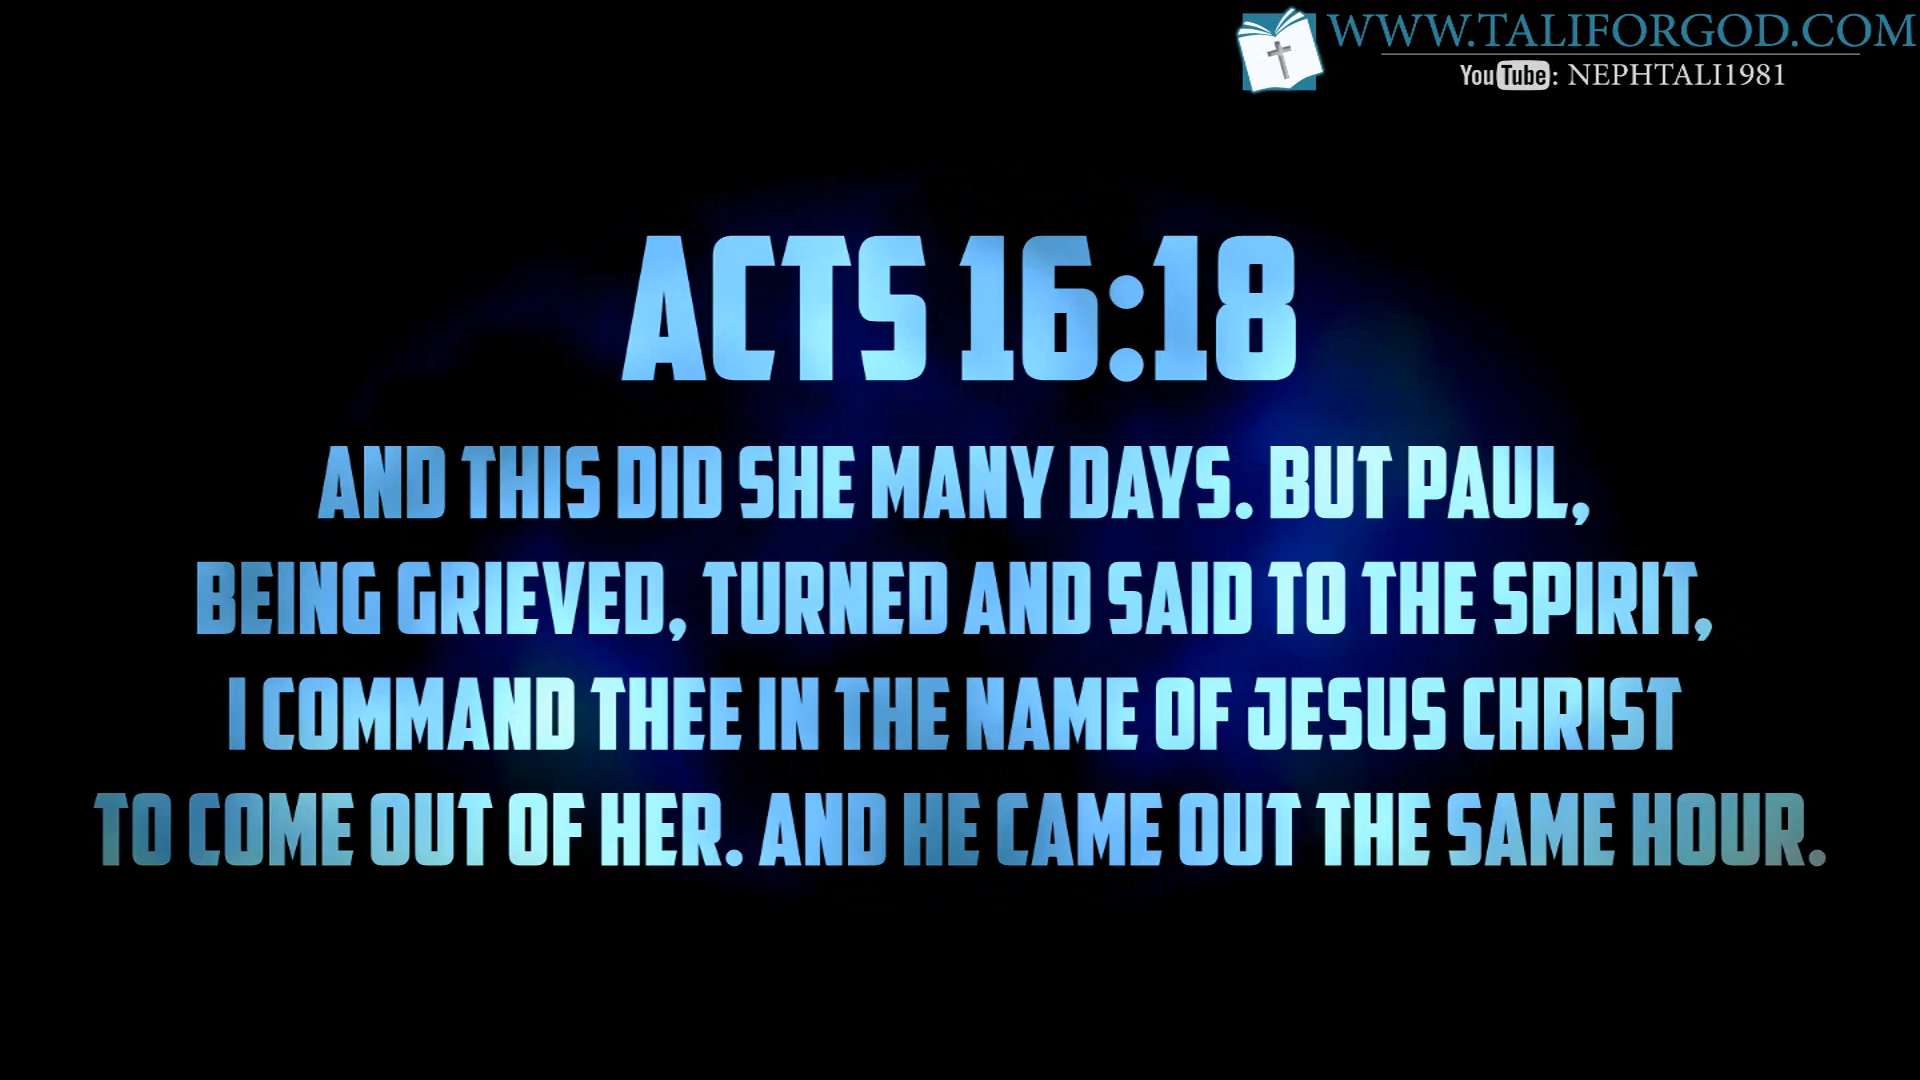 WWW.TALIFORGOD.COM
YouTube: NEPHTALI1981
ACTS 16:18
AND THIS DID SHE MANY DAYS. BUT PAUL,
BEING GRIEVED, TURNED AND SAID TO THE SPIRIT,
I COMMAND THEE IN THE NAME OF JESUS CHRIST
TO COME OUT OF HER. AND HE CAME OUT THE SAME HOUR.